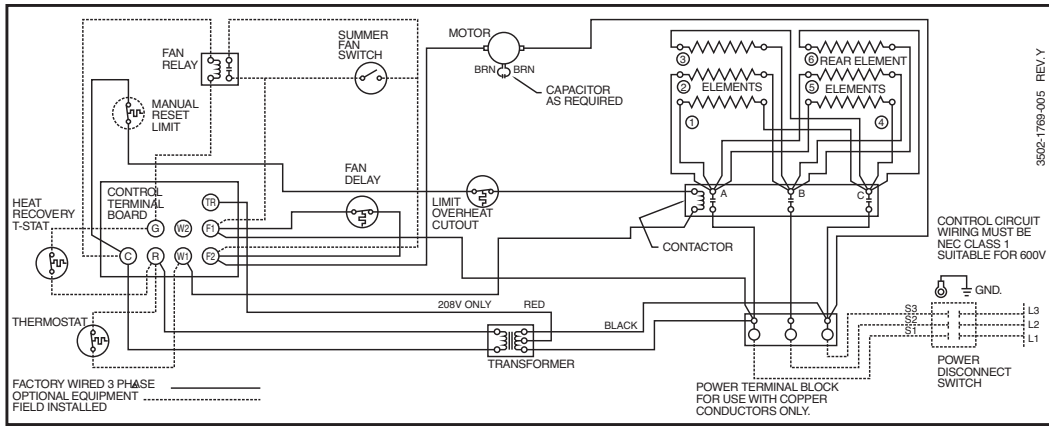 FAN
RELAY
SUMMER
FAN
SWITCH
MOTOR
BRN
BRN
CAPACITOR
AS REQUIRED
3
6
REAR ELEMENT
2
ELEMENTS
5
ELEMENTS
1
4
3502-1769-005 REV.Y
MANUAL
RESET
LIMIT
FAN
DELAY
LIMIT
OVERHEAT
CUTOUT
A
B
C
CONTACTOR
CONTROL
TERMINAL
BOARD
TR
G
W2
F1
C
R
W1
F2
HEAT
RECOVERY
T-STAT
CONTROL CIRCUIT
WIRING MUST BE
NEC CLASS 1
SUITABLE FOR 600V
GND.
208V ONLY
RED
BLACK
S3
S2
S1
L3
L2
L1
THERMOSTAT
TRANSFORMER
POWER
DISCONNECT
SWITCH
FACTORY WIRED 3 PHASE
OPTIONAL EQUIPMENT
FIELD INSTALLED
POWER TERMINAL BLOCK
FOR USE WITH COPPER
CONDUCTORS ONLY.